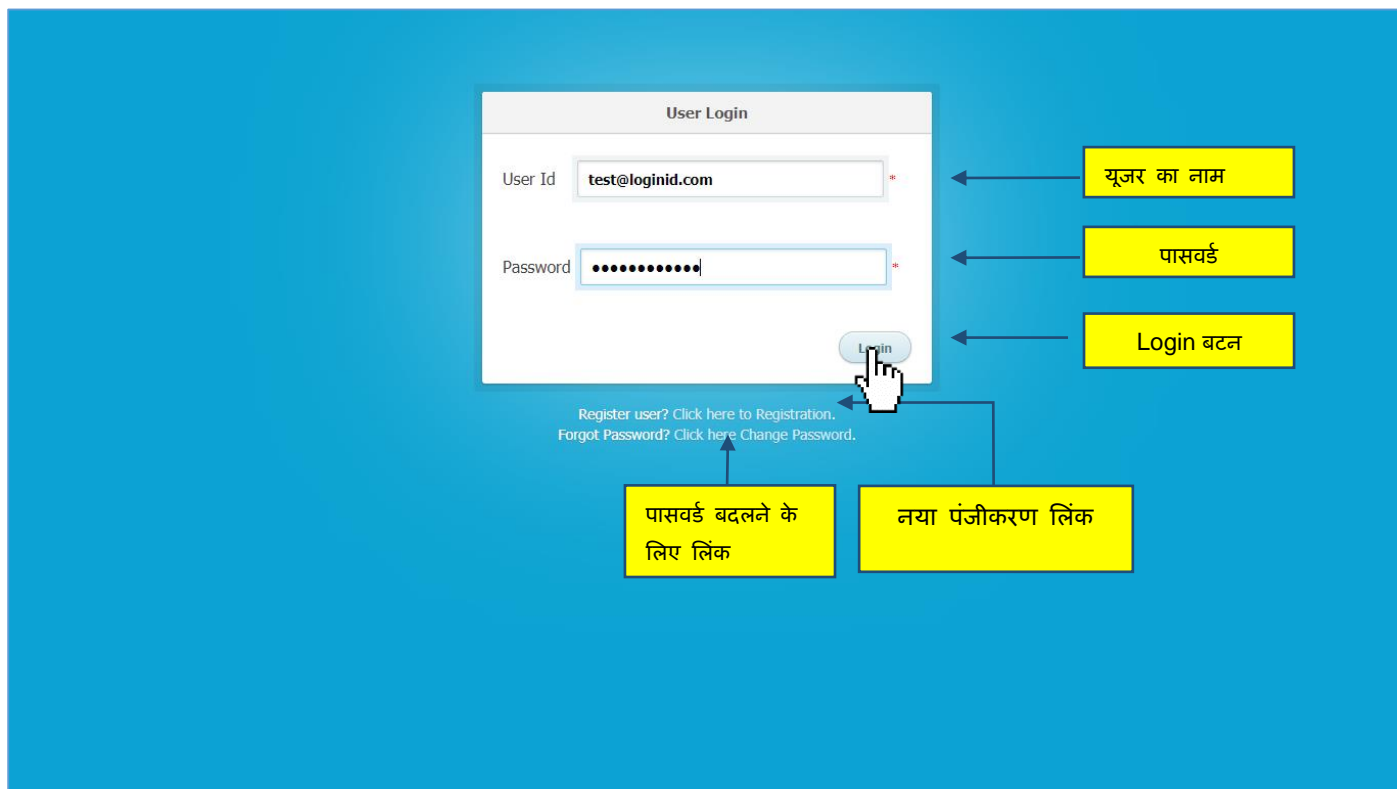 User Login
User Id test@loginid.com *
यूजर का नाम
Password ●●●●●●●●●●●● *
पासवर्ड
Login
Login बटन
Register user? Click here to Registration.
Forgot Password? Click here Change Password.
पासवर्ड बदलने के
लिए लिंक
नया पंजीकरण लिंक